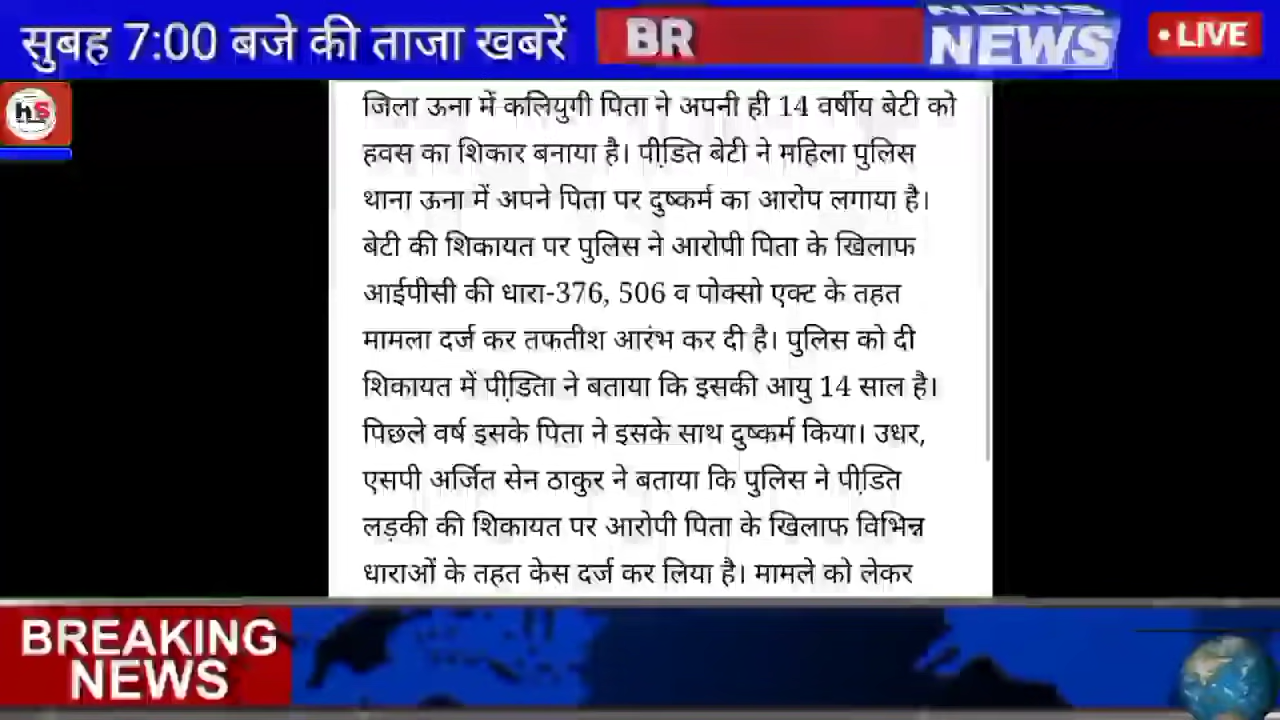 सुबह 7:00 बजे की ताजा खबरें
BR
NEWS
NEWS
• LIVE
hs
जिला ऊना में कलियुगी पिता ने अपनी ही 14 वर्षीय बेटी को
हवस का शिकार बनाया है। पीडि़त बेटी ने महिला पुलिस
थाना ऊना में अपने पिता पर दुष्कर्म का आरोप लगाया है।
बेटी की शिकायत पर पुलिस ने आरोपी पिता के खिलाफ
आईपीसी की धारा-376, 506 व पोक्सो एक्ट के तहत
मामला दर्ज कर तफ्तीश आरंभ कर दी है। पुलिस को दी
शिकायत में पीडि़ता ने बताया कि इसकी आयु 14 साल है।
पिछले वर्ष इसके पिता ने इसके साथ दुष्कर्म किया। उधर,
एसपी अर्जित सेन ठाकुर ने बताया कि पुलिस ने पीडि़त
लड़की की शिकायत पर आरोपी पिता के खिलाफ विभिन्न
धाराओं के तहत केस दर्ज कर लिया है। मामले को लेकर
BREAKING
NEWS